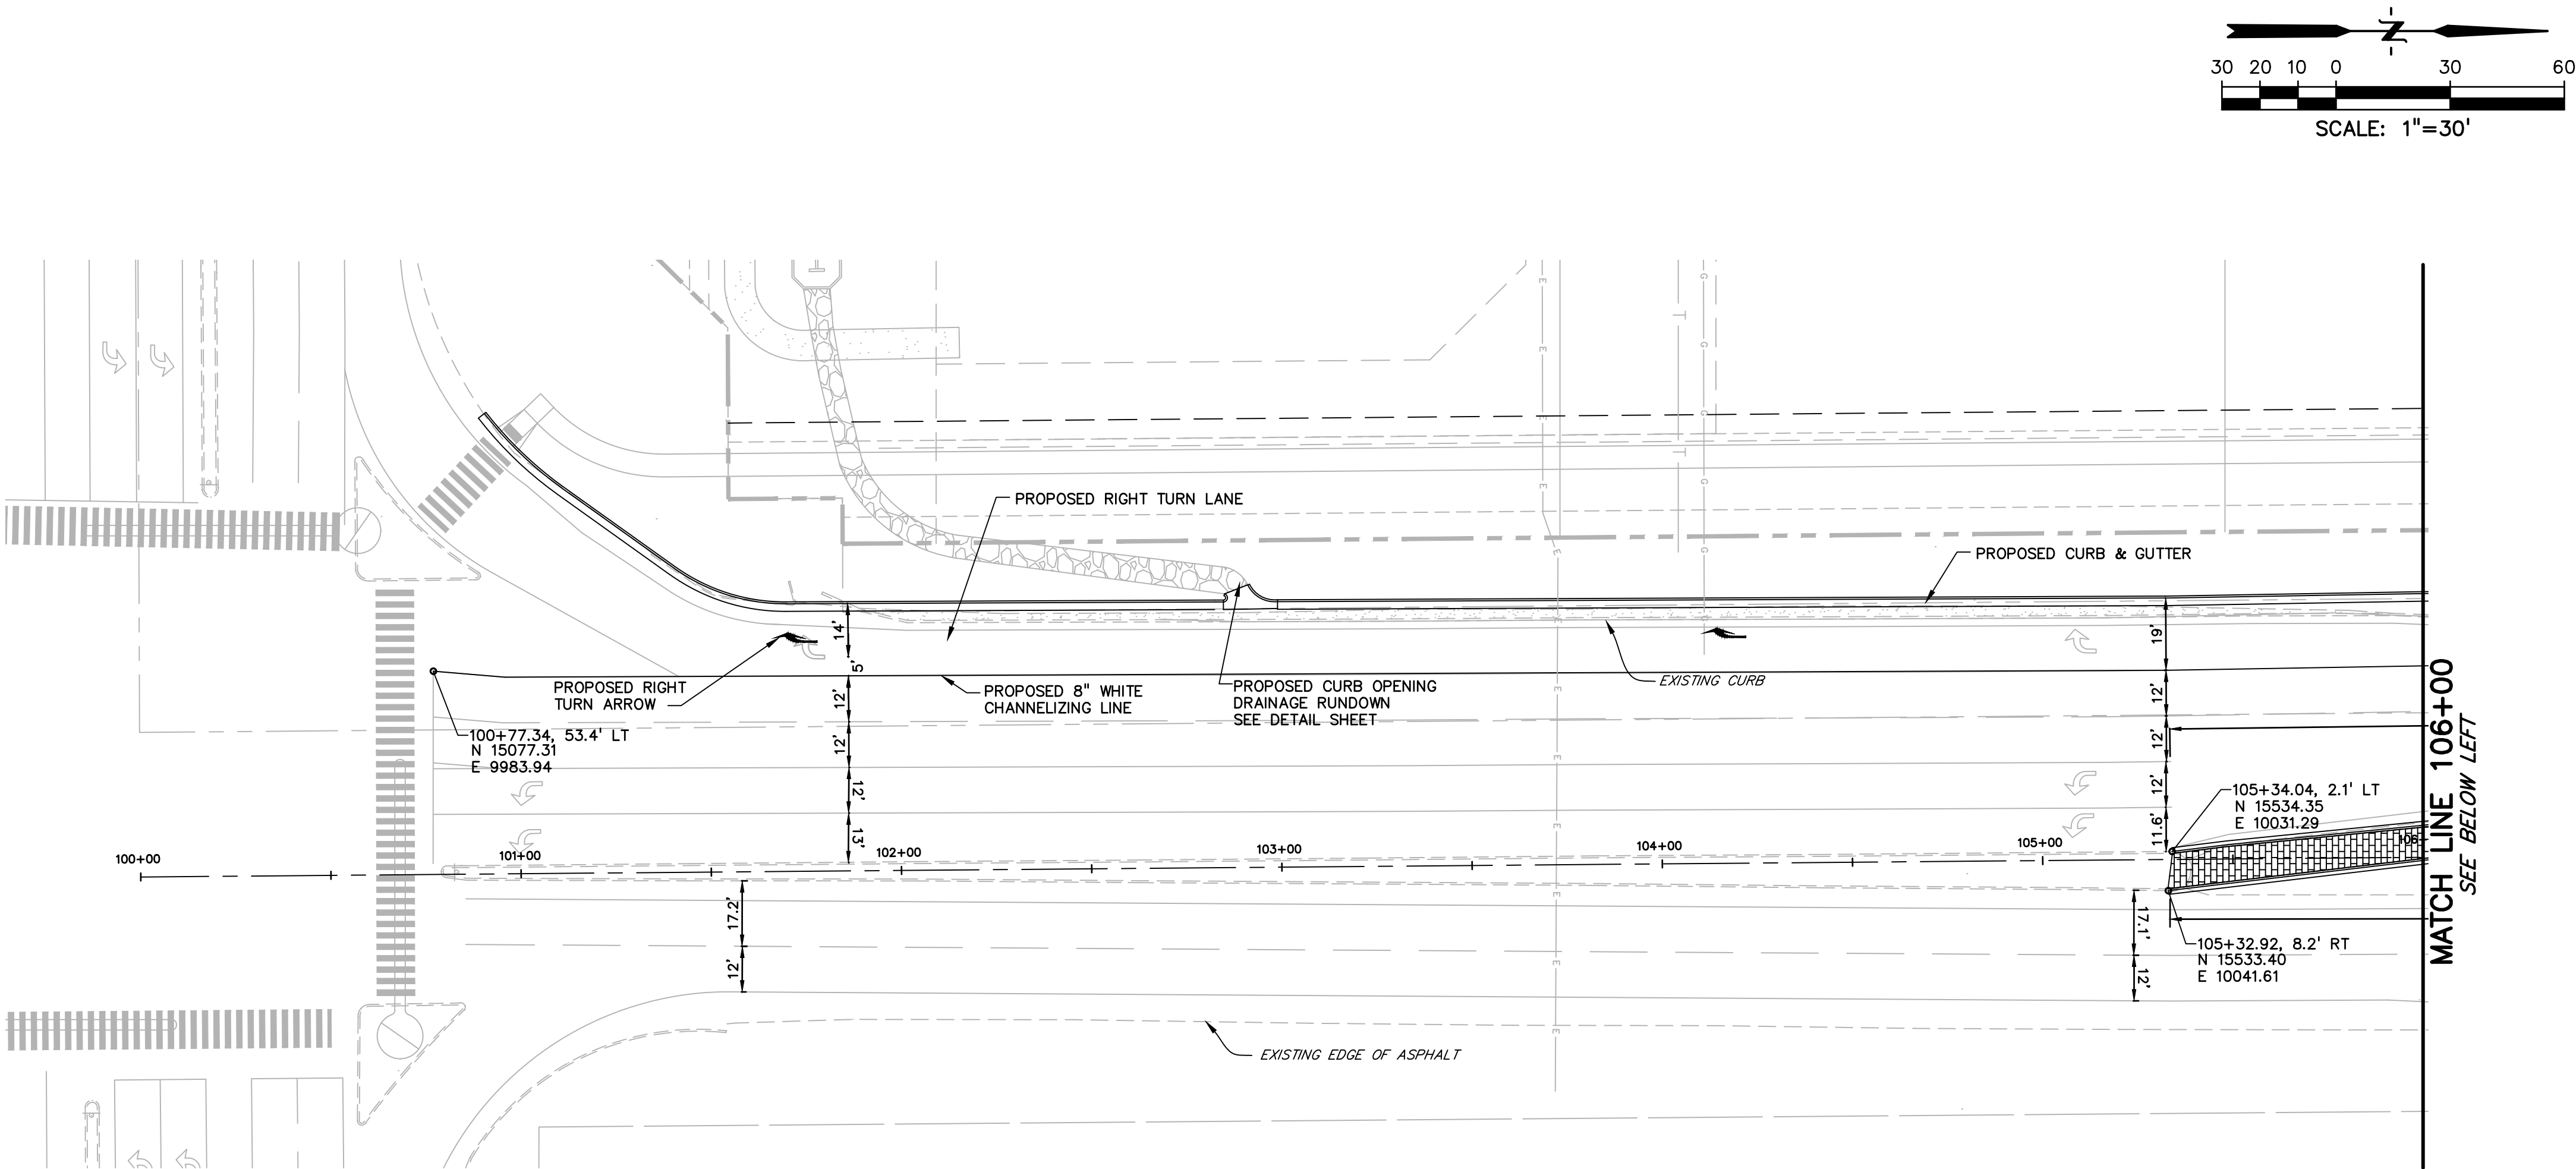 N
30 20 10 0 30 60
SCALE: 1"=30'
PROPOSED RIGHT TURN LANE
PROPOSED CURB & GUTTER
14'
5'
12'
12'
12'
13'
19'
12'
12'
12'
11.6'
PROPOSED RIGHT
TURN ARROW
PROPOSED 8" WHITE
CHANNELIZING LINE
PROPOSED CURB OPENING
DRAINAGE RUNDOWN
SEE DETAIL SHEET
EXISTING CURB
100+77.34, 53.4' LT
N 15077.31
E 9983.94
105+34.04, 2.1' LT
N 15534.35
E 10031.29
100+00
101+00
102+00
103+00
104+00
105+00
106
17.2'
12'
17.1'
12'
105+32.92, 8.2' RT
N 15533.40
E 10041.61
EXISTING EDGE OF ASPHALT
MATCH LINE 106+00
SEE BELOW LEFT
E
E
E
E
E
E
E
E
E
E
T
T
G
G
G
G
G
G